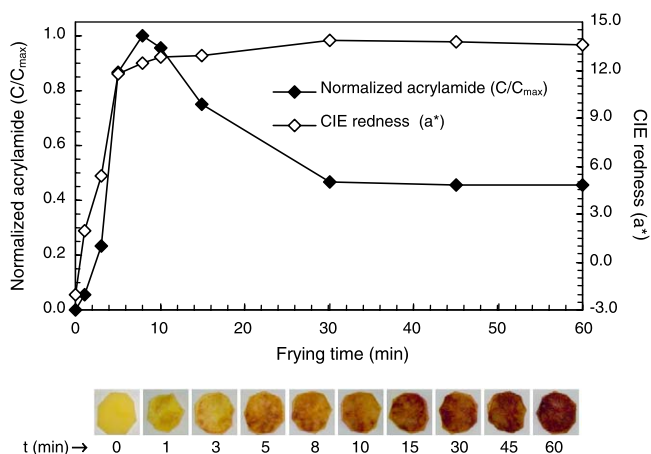 1.0
0.8
0.6
0.4
0.2
0.0
Normalized acrylamide (C/Cmax)
15.0
12.0
9.0
6.0
3.0
0.0
-3.0
CIE redness (a*)
Normalized acrylamide (C/Cmax)
CIE redness (a*)
0 10 20 30 40 50 60
Frying time (min)
t (min) → 0 1 3 5 8 10 15 30 45 60